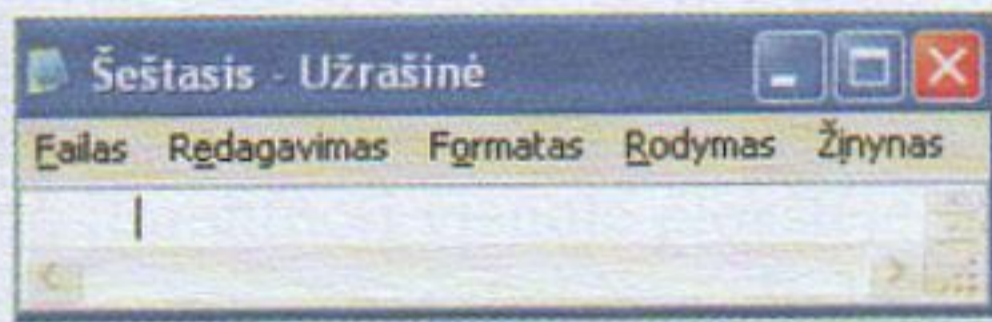 Šeštasis - Užrašinė
Failas Redagavimas Formatas Rodymas Žinynas